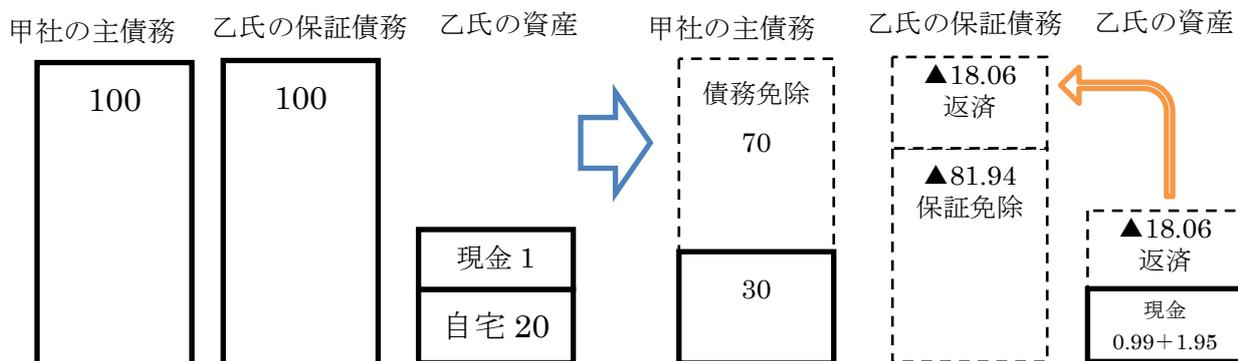 甲社の主債務
乙氏の保証債務
乙氏の資産
100
100
現金 1
自宅 20
甲社の主債務
乙氏の保証債務
乙氏の資産
債務免除
70
30
▲18.06
返済
▲81.94
保証免除
▲18.06
返済
現金
0.99＋1.95